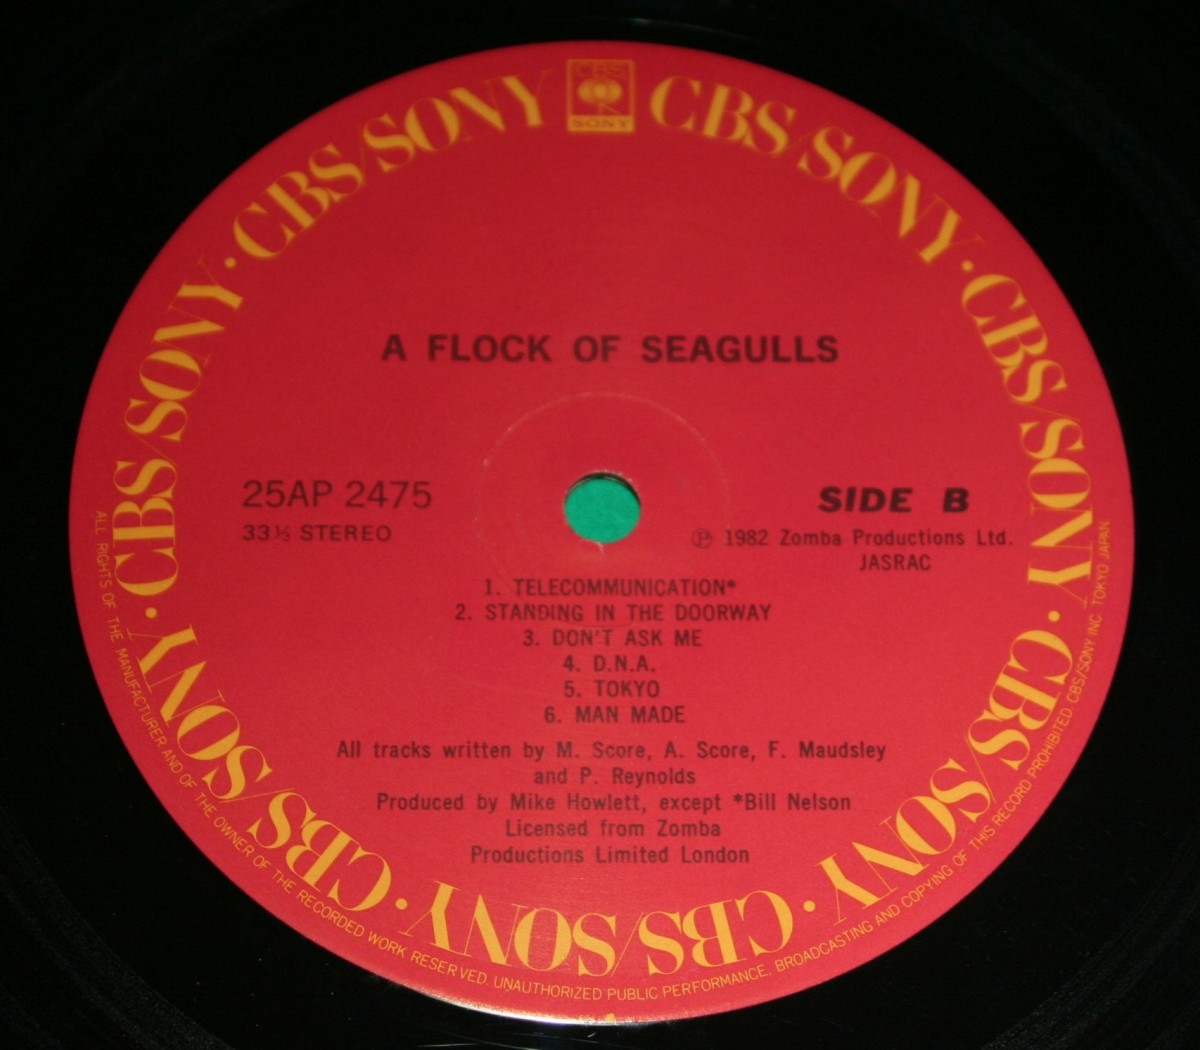 CBS
SONY
CBS/SONY · CBS/SONY · CBS/SONY · CBS/SONY · CBS/SONY · CBS/SONY · CBS/SONY · CBS/SONY
A FLOCK OF SEAGULLS
25AP 2475
33⅓ STEREO
SIDE B
Ⓟ 1982 Zomba Productions Ltd.
JASRAC
1. TELECOMMUNICATION*
2. STANDING IN THE DOORWAY
3. DON'T ASK ME
4. D.N.A.
5. TOKYO
6. MAN MADE
All tracks written by M. Score, A. Score, F. Maudsley
and P. Reynolds
Produced by Mike Howlett, except *Bill Nelson
Licensed from Zomba
Productions Limited London
ALL RIGHTS OF THE MANUFACTURER AND OF THE OWNER OF THE RECORDED WORK RESERVED. UNAUTHORIZED PUBLIC PERFORMANCE, BROADCASTING AND COPYING OF THIS RECORD PROHIBITED. CBS/SONY INC. TOKYO JAPAN